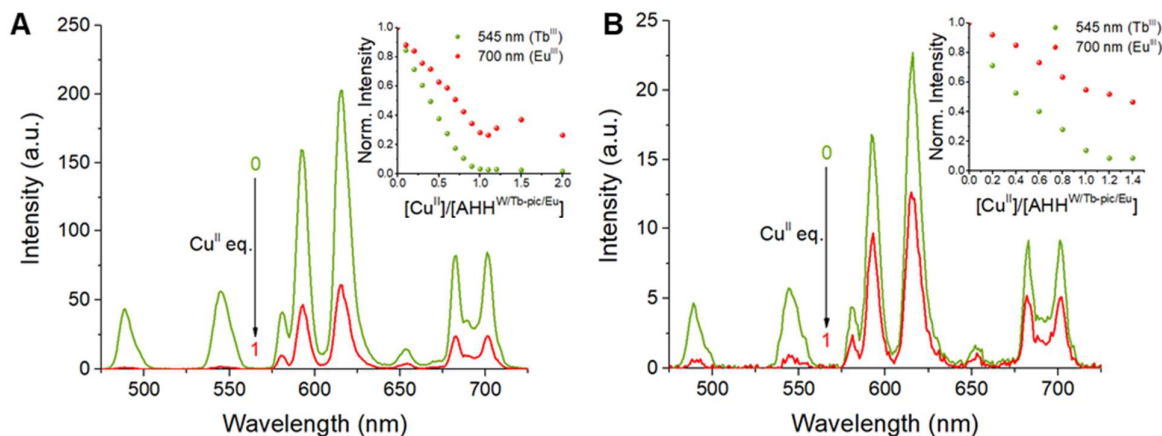 A
250
200
150
100
50
0
Intensity (a.u.)
500
550
600
650
700
Wavelength (nm)
0
Cu^II eq.
1
1.0
0.8
0.6
0.4
0.2
0.0
Norm. Intensity
545 nm (Tb^III)
700 nm (Eu^III)
0.0
0.5
1.0
1.5
2.0
[Cu^II]/[AHH^W/Tb-pic/Eu]
B
25
20
15
10
5
0
Intensity (a.u.)
500
550
600
650
700
Wavelength (nm)
0
Cu^II eq.
1
1.0
0.8
0.6
0.4
0.2
0.0
Norm. Intensity
545 nm (Tb^III)
700 nm (Eu^III)
0.0 0.2 0.4 0.6 0.8 1.0 1.2 1.4
[Cu^II]/[AHH^W/Tb-pic/Eu]